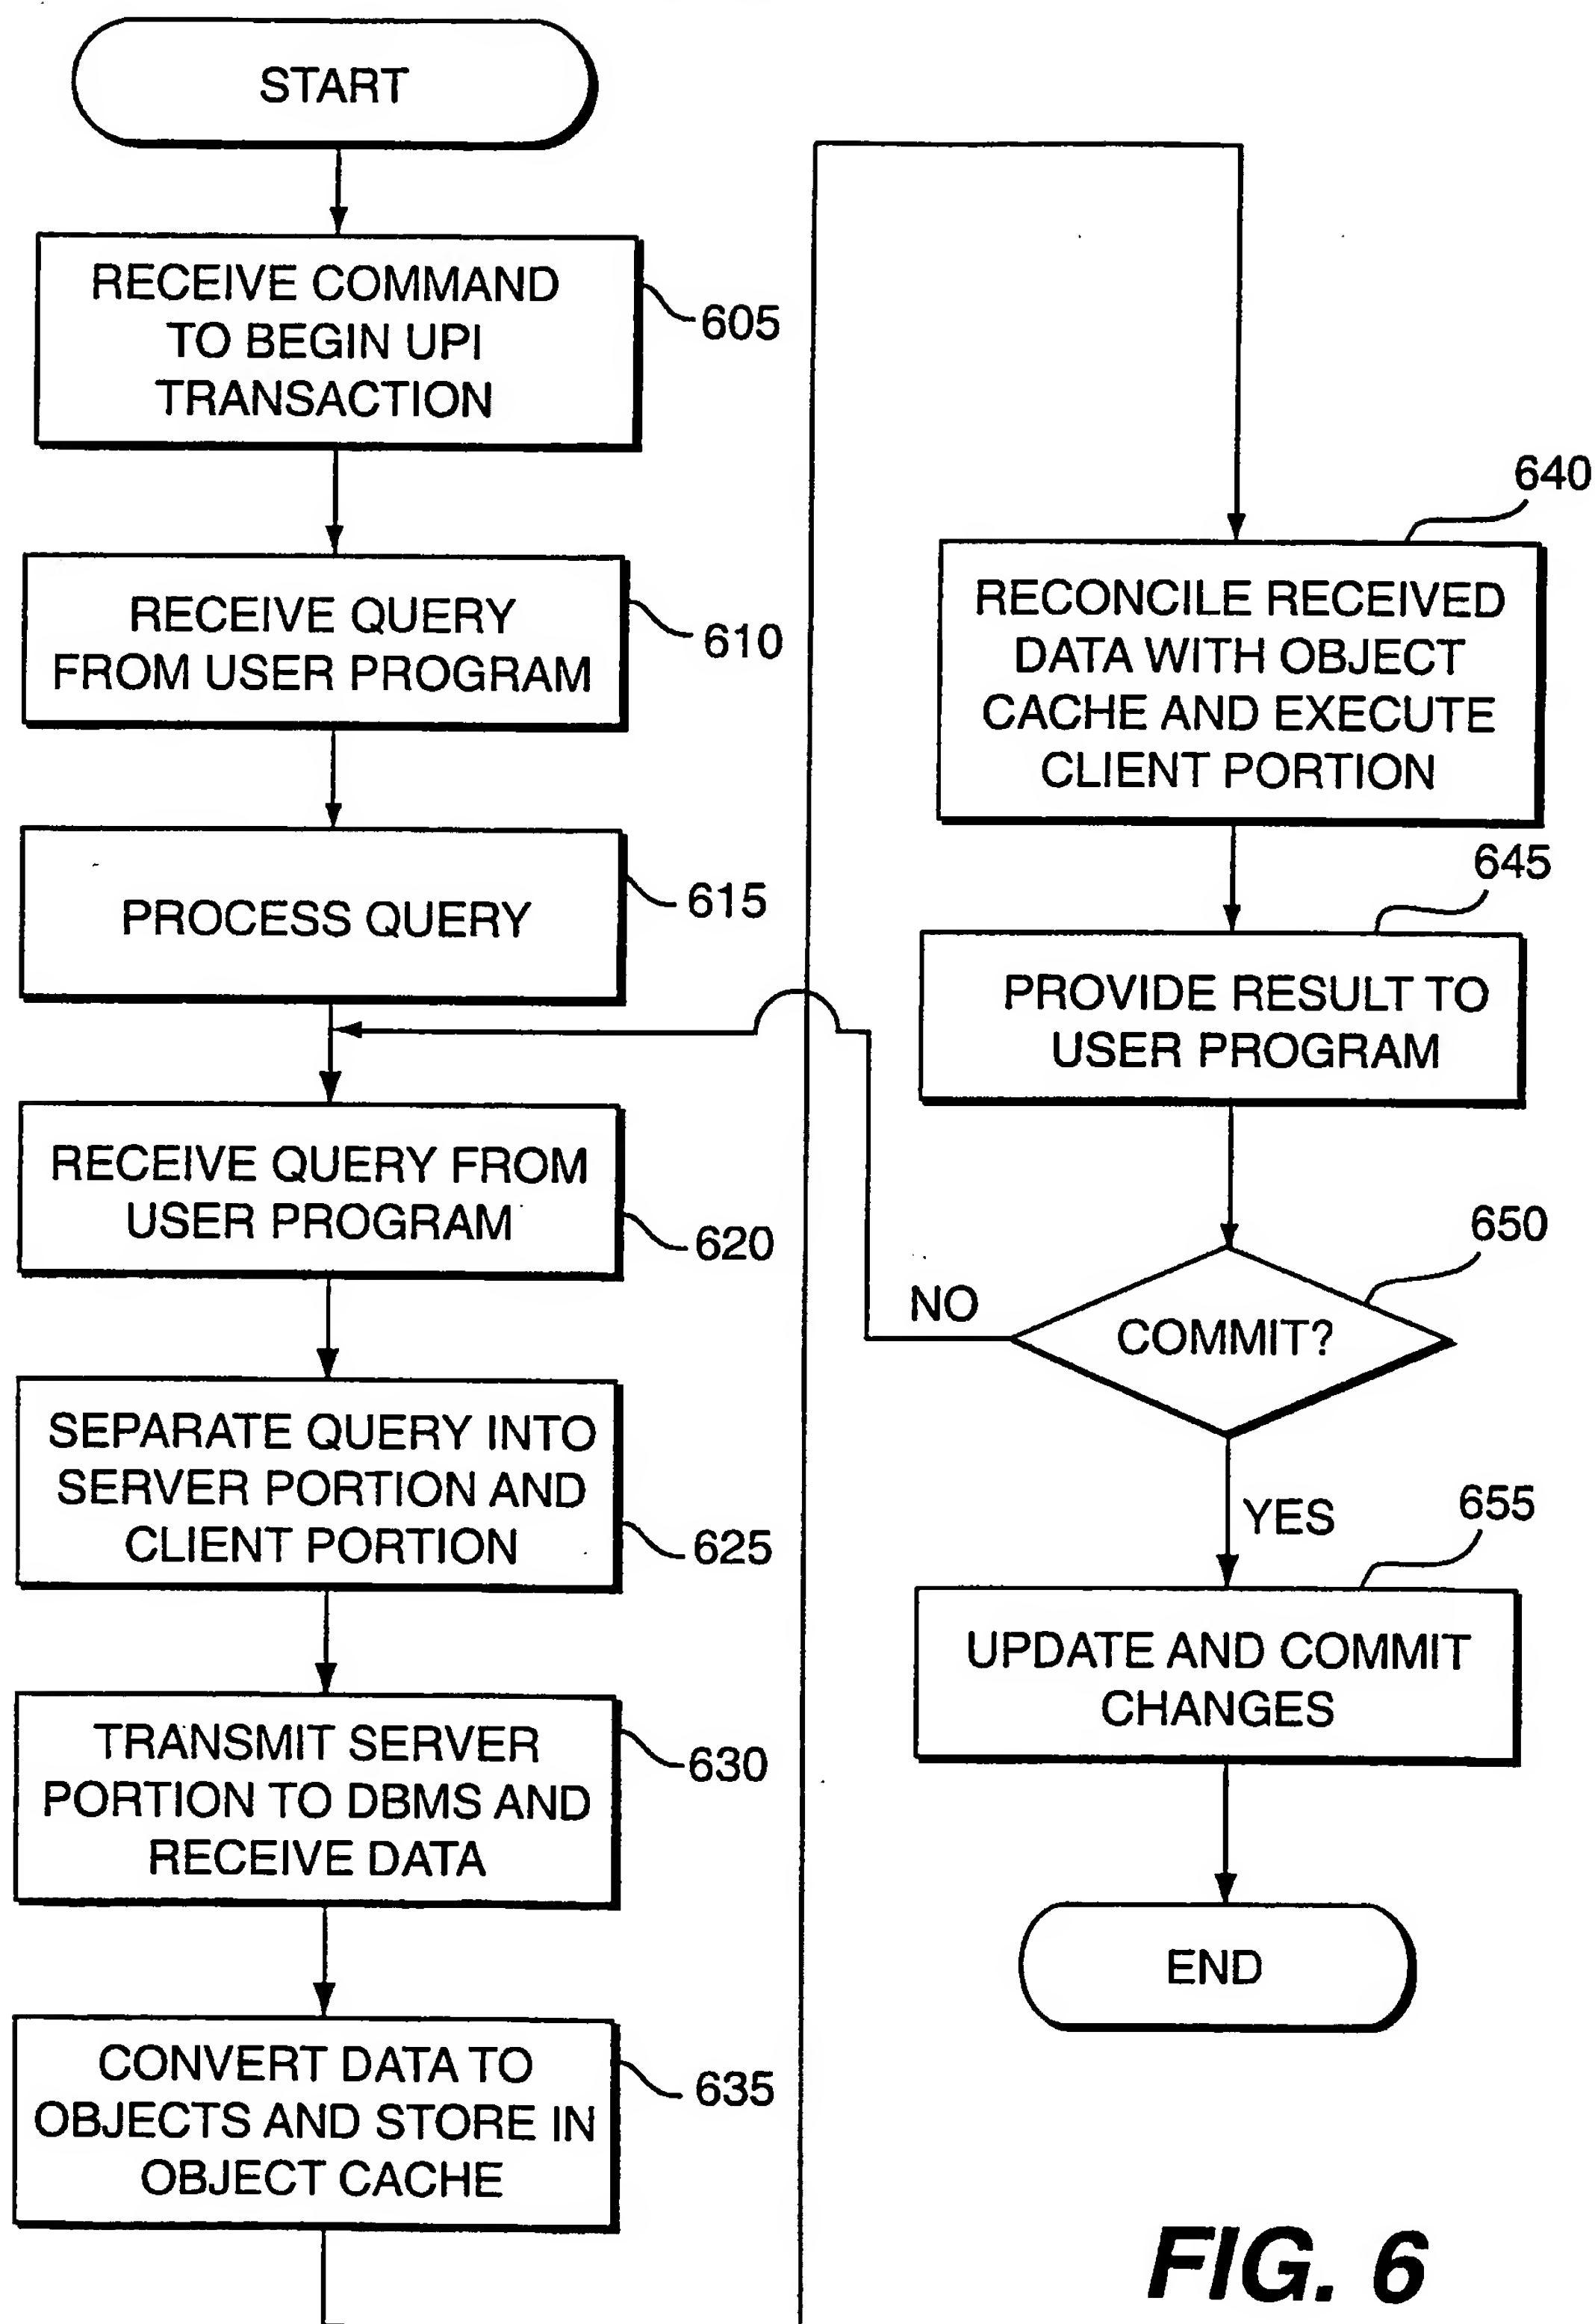 START
RECEIVE COMMAND
TO BEGIN UPI
TRANSACTION
605
RECEIVE QUERY
FROM USER PROGRAM
610
PROCESS QUERY
615
RECEIVE QUERY FROM
USER PROGRAM
620
SEPARATE QUERY INTO
SERVER PORTION AND
CLIENT PORTION
625
TRANSMIT SERVER
PORTION TO DBMS AND
RECEIVE DATA
630
CONVERT DATA TO
OBJECTS AND STORE IN
OBJECT CACHE
635
640
RECONCILE RECEIVED
DATA WITH OBJECT
CACHE AND EXECUTE
CLIENT PORTION
645
PROVIDE RESULT TO
USER PROGRAM
650
COMMIT?
NO
YES
655
UPDATE AND COMMIT
CHANGES
END
FIG. 6